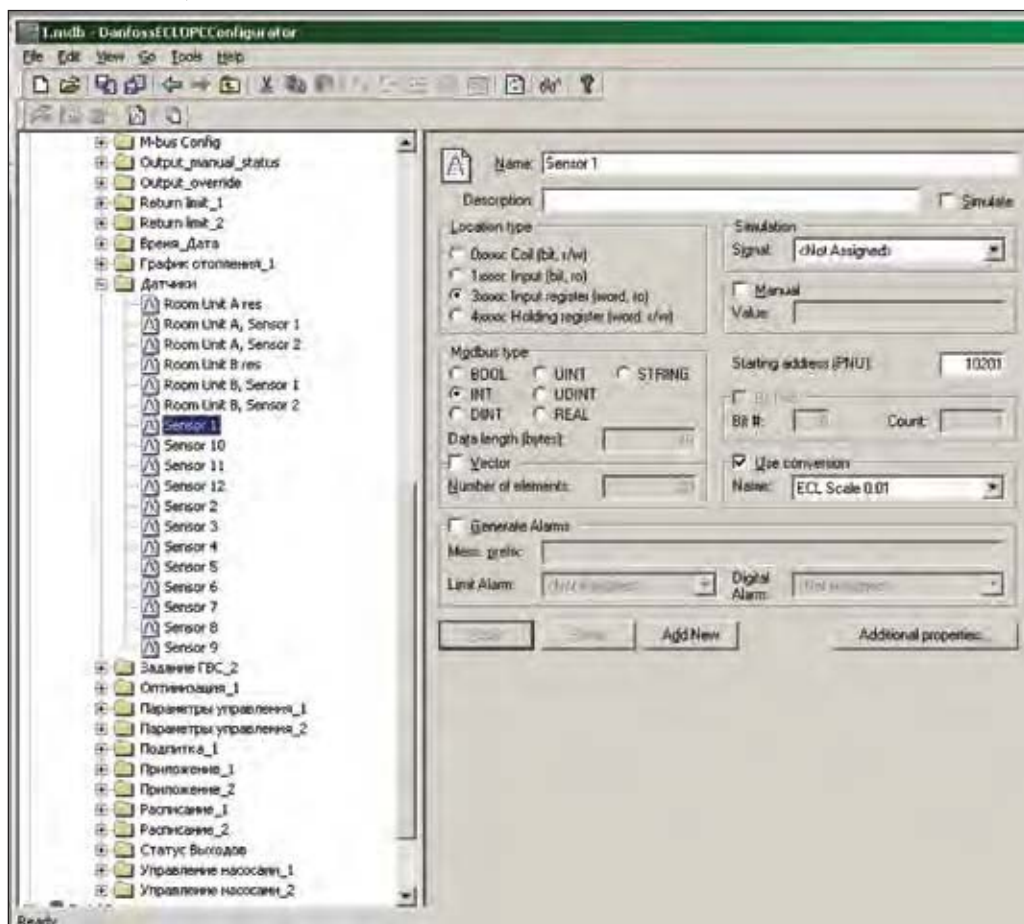 1.mdb - DanfossECLOPCConfigurator
File Edit View Go Tools Help
M-bus Config
Output_manual_status
Output_override
Return limit_1
Return limit_2
Время_Дата
График отопления_1
Датчики
Room Unit A res
Room Unit A, Sensor 1
Room Unit A, Sensor 2
Room Unit B res
Room Unit B, Sensor 1
Room Unit B, Sensor 2
Sensor 1
Sensor 10
Sensor 11
Sensor 12
Sensor 2
Sensor 3
Sensor 4
Sensor 5
Sensor 6
Sensor 7
Sensor 8
Sensor 9
Задание ГВС_2
Оптимизация_1
Параметры управления_1
Параметры управления_2
Подпитка_1
Приложение_1
Приложение_2
Расписание_1
Расписание_2
Статус Выходов
Управление насосами_1
Управление насосами_2
Ready
Name: Sensor 1
Description: Simulate
Location type
0xxxx: Coil (bit, r/w)
1xxxx: Input (bit, ro)
3xxxx: Input register (word, ro)
4xxxx: Holding register (word, r/w)
Simulation
Signal: <Not Assigned>
Manual
Value:
Modbus type
BOOL UINT STRING
INT UDINT
DINT REAL
Data length (bytes):
Vector
Number of elements:
Starting address (PNU): 10201
Bit #: Count:
Use conversion
Name: ECL Scale 0.01
Generate Alarms
Mess. prefix:
Limit Alarm: Digital Alarm:
Add New Additional properties...